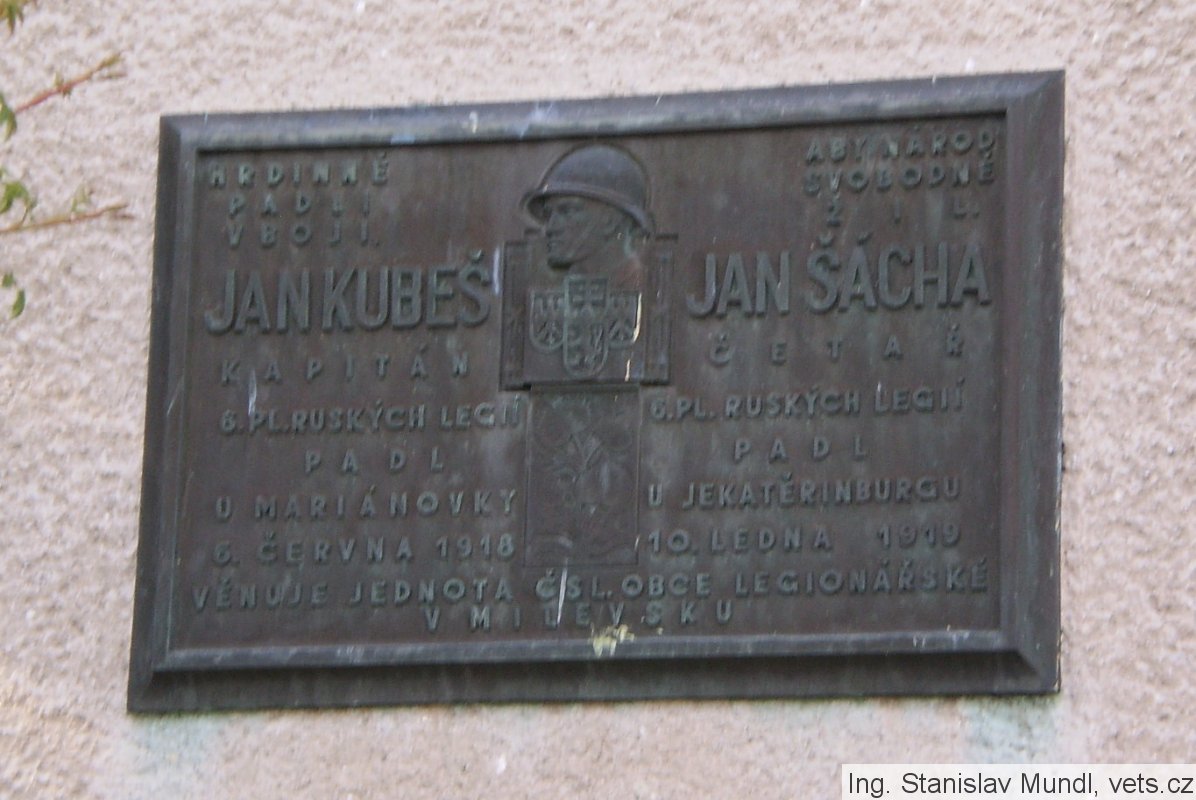 HRDINNĚ
PADLI
V BOJI.
ABY NÁROD
SVOBODNĚ
ŽIL.
JAN KUBEŠ
KAPITÁN
6.PL.RUSKÝCH LEGIÍ
PADL
U MARIÁNOVKY
6. ČERVNA 1918
JAN ŠÁCHA
ČETAŘ
6.PL. RUSKÝCH LEGIÍ
PADL
U JEKATĚRINBURGU
10. LEDNA 1919
VĚNUJE JEDNOTA ČSL. OBCE LEGIONÁŘSKÉ
V MILEVSKU
Ing. Stanislav Mundl, vets.cz